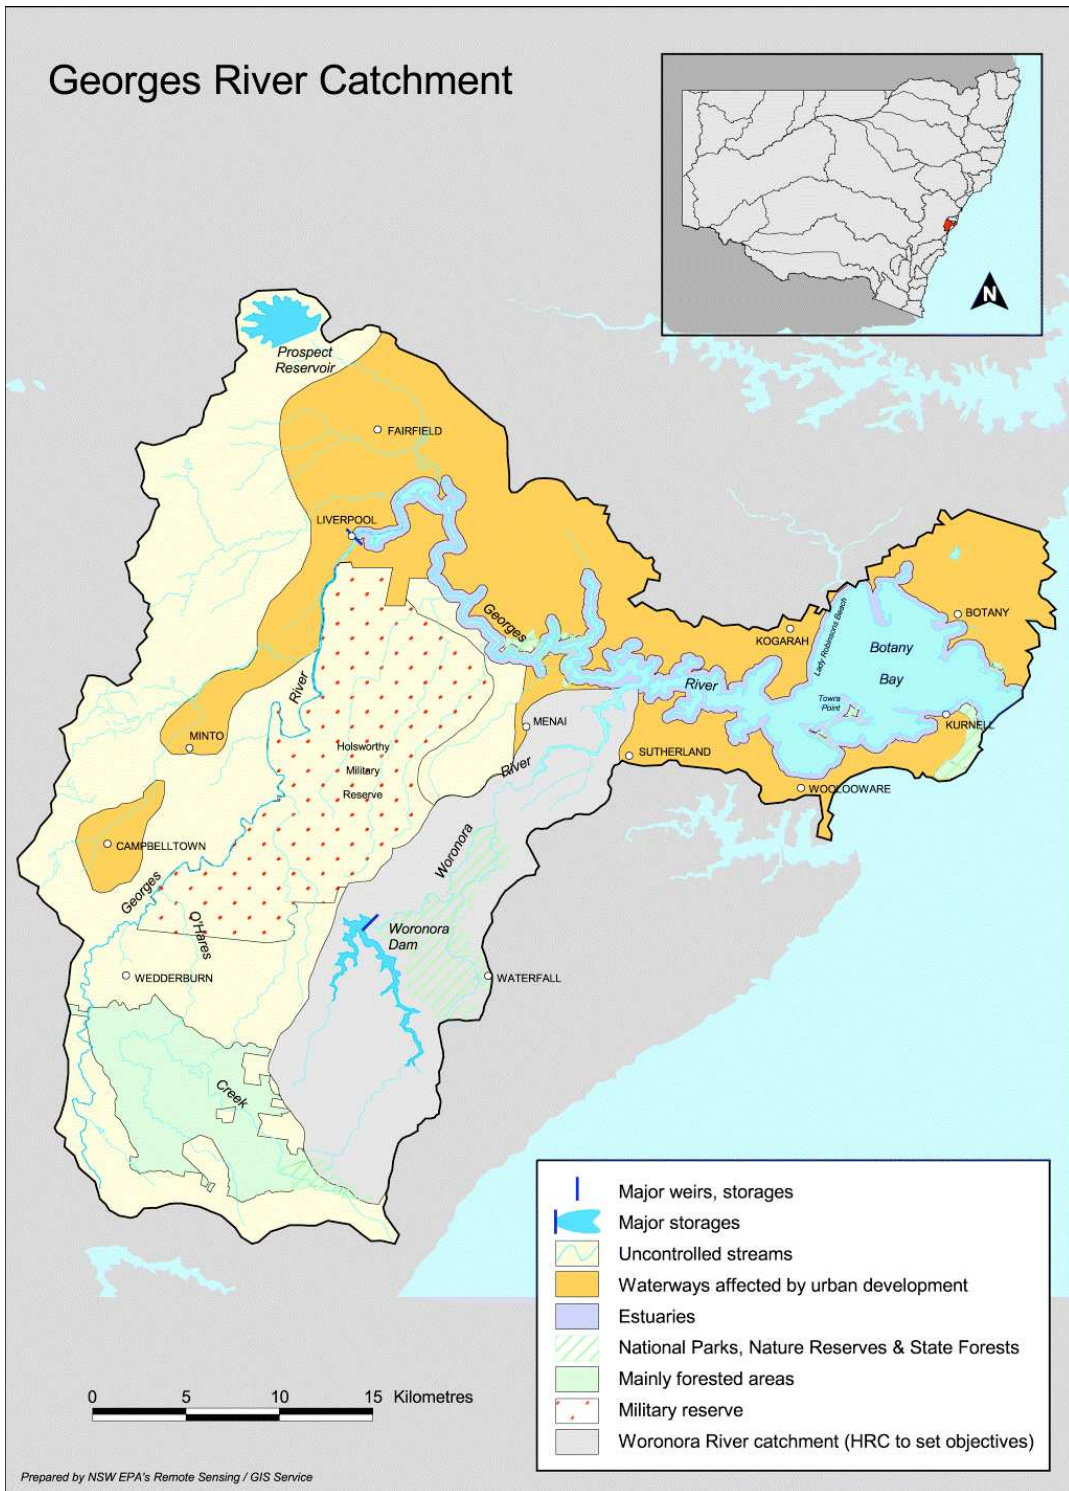 Georges River Catchment
N
Prospect
Reservoir
FAIRFIELD
LIVERPOOL
Georges
River
KOGARAH
Lady Robinsons Beach
Botany
Bay
BOTANY
Towra
Point
KURNELL
MENAI
SUTHERLAND
WOOLOOWARE
River
MINTO
Holsworthy
Military
Reserve
River
Woronora
CAMPBELLTOWN
Georges
O'Hares
Woronora
Dam
WEDDERBURN
WATERFALL
Creek
Major weirs, storages
Major storages
Uncontrolled streams
Waterways affected by urban development
Estuaries
National Parks, Nature Reserves & State Forests
Mainly forested areas
Military reserve
Woronora River catchment (HRC to set objectives)
0 5 10 15 Kilometres
Prepared by NSW EPA's Remote Sensing / GIS Service